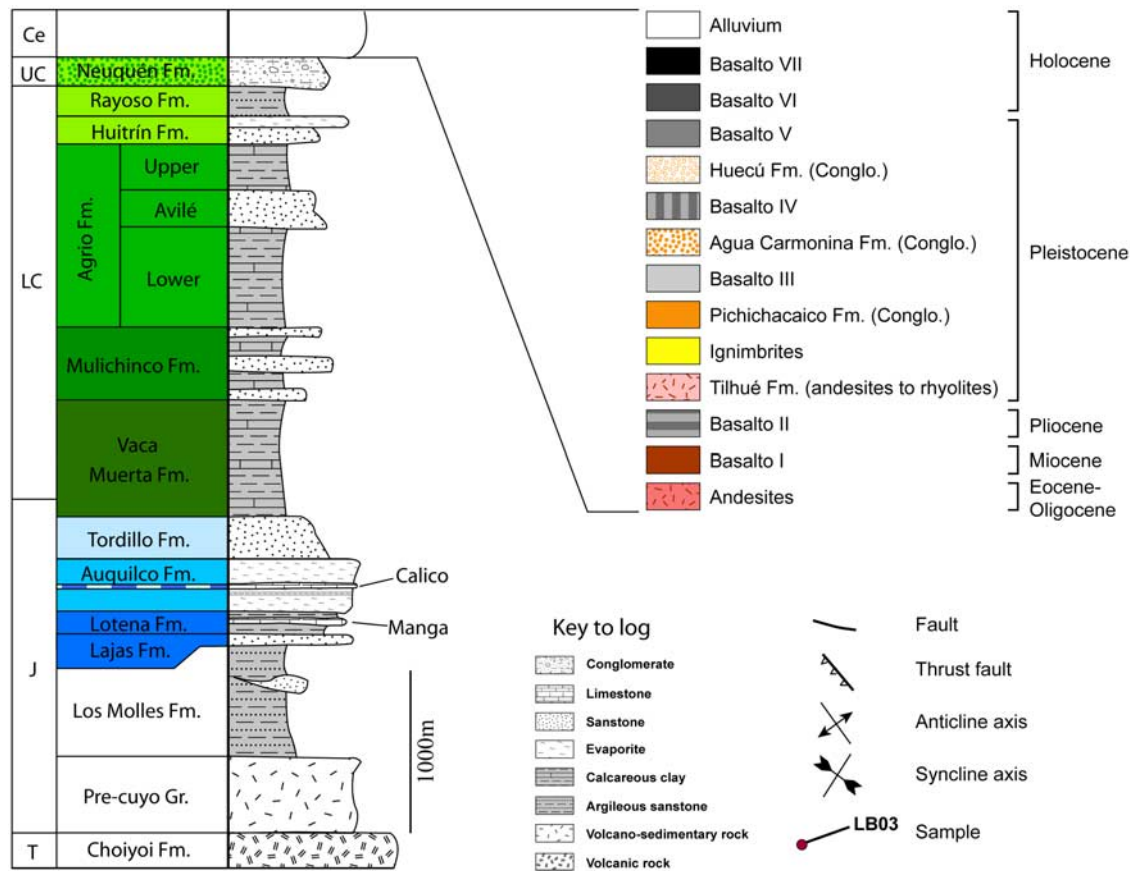 Ce
UC
LC
J
T
Neuquén Fm.
Rayoso Fm.
Huitrín Fm.
Agrio Fm.
Upper
Avilé
Lower
Mulichinco Fm.
Vaca
Muerta Fm.
Tordillo Fm.
Auquilco Fm.
Lotena Fm.
Lajas Fm.
Los Molles Fm.
Pre-cuyo Gr.
Choiyoi Fm.
Calico
Manga
1000m
Alluvium
Basalto VII
Basalto VI
Basalto V
Huecú Fm. (Conglo.)
Basalto IV
Agua Carmonina Fm. (Conglo.)
Basalto III
Pichichacaico Fm. (Conglo.)
Ignimbrites
Tilhué Fm. (andesites to rhyolites)
Basalto II
Basalto I
Andesites
Holocene
Pleistocene
Pliocene
Miocene
Eocene-
Oligocene
Key to log
Conglomerate
Limestone
Sanstone
Evaporite
Calcareous clay
Argileous sanstone
Volcano-sedimentary rock
Volcanic rock
Fault
Thrust fault
Anticline axis
Syncline axis
LB03
Sample